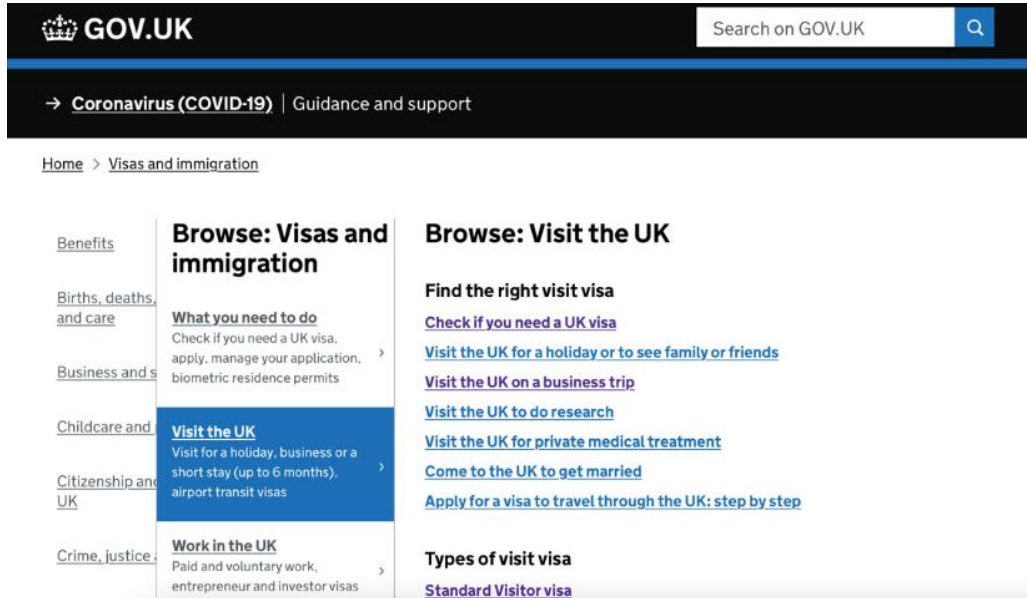 GOV.UK
Search on GOV.UK
→ Coronavirus (COVID-19) | Guidance and support
Home > Visas and immigration
Benefits
Births, deaths,
and care
Business and s
Childcare and
Citizenship and
UK
Crime, justice
Browse: Visas and
immigration
What you need to do
Check if you need a UK visa,
apply, manage your application,
biometric residence permits
Visit the UK
Visit for a holiday, business or a
short stay (up to 6 months),
airport transit visas
Work in the UK
Paid and voluntary work,
entrepreneur and investor visas
Browse: Visit the UK
Find the right visit visa
Check if you need a UK visa
Visit the UK for a holiday or to see family or friends
Visit the UK on a business trip
Visit the UK to do research
Visit the UK for private medical treatment
Come to the UK to get married
Apply for a visa to travel through the UK: step by step
Types of visit visa
Standard Visitor visa